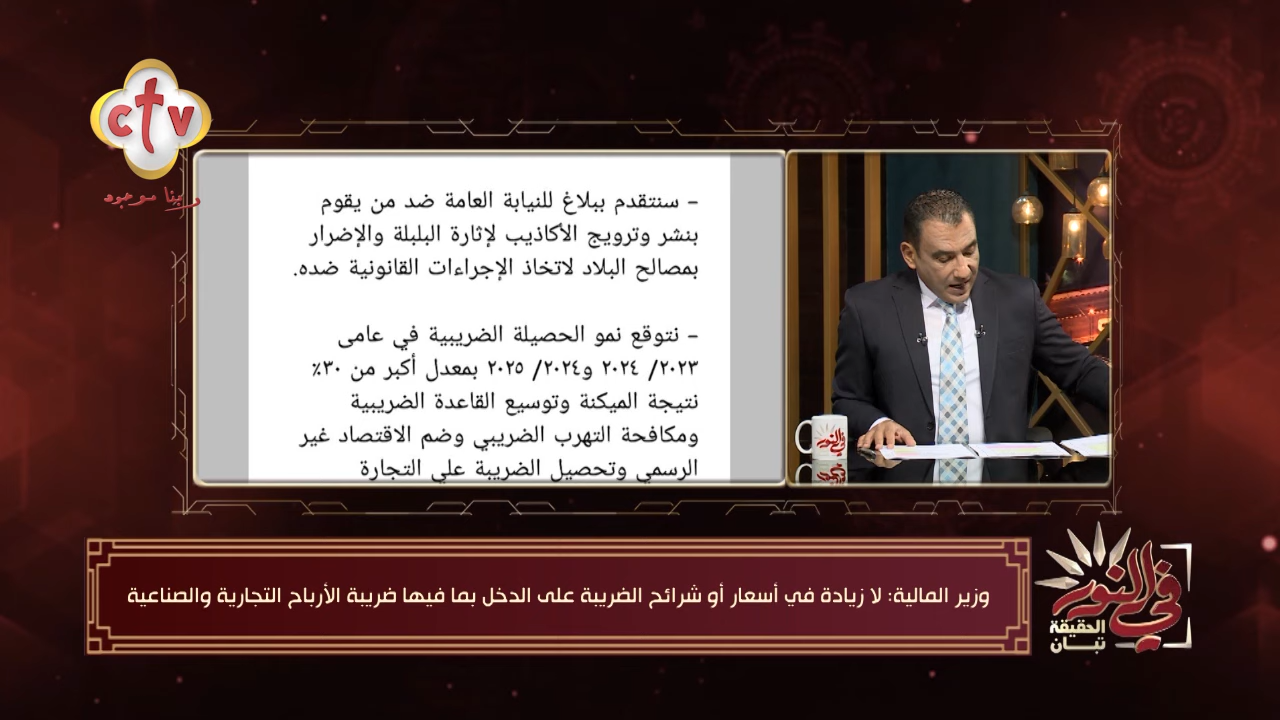 ctv
ربنا موجود
– سنتقدم ببلاغ للنيابة العامة ضد من يقوم
بنشر وترويج الأكاذيب لإثارة البلبلة والإضرار
بمصالح البلاد لاتخاذ الإجراءات القانونية ضده.
– نتوقع نمو الحصيلة الضريبية في عامى
٢٠٢٣/ ٢٠٢٤ و٢٠٢٤/ ٢٠٢٥ بمعدل أكبر من ٣٠٪
نتيجة الميكنة وتوسيع القاعدة الضريبية
ومكافحة التهرب الضريبي وضم الاقتصاد غير
الرسمي وتحصيل الضريبة على التجارة
في النور
وزير المالية: لا زيادة في أسعار أو شرائح الضريبة على الدخل بما فيها ضريبة الأرباح التجارية والصناعية
في النور
الحقيقة
تبان